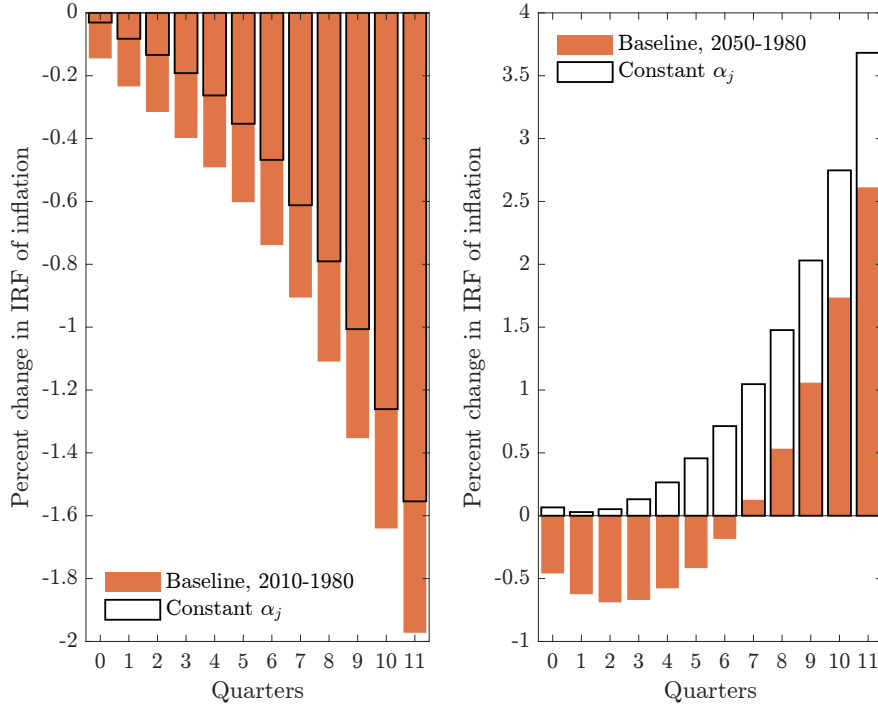 Percent change in IRF of inflation
0
-0.2
-0.4
-0.6
-0.8
-1
-1.2
-1.4
-1.6
-1.8
-2
Baseline, 2010-1980
Constant αj
0 1 2 3 4 5 6 7 8 9 10 11
Quarters
Percent change in IRF of inflation
4
3.5
3
2.5
2
1.5
1
0.5
0
-0.5
-1
Baseline, 2050-1980
Constant αj
0 1 2 3 4 5 6 7 8 9 10 11
Quarters